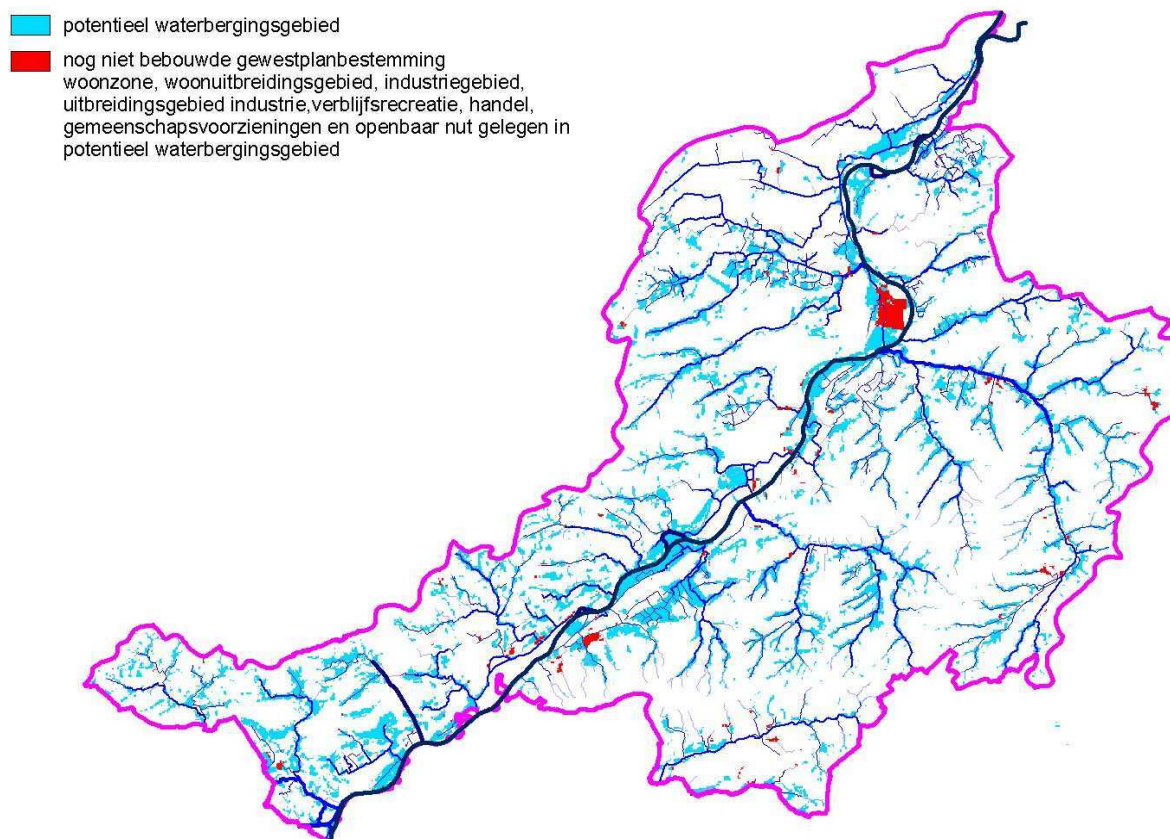 potentieel waterbergingsgebied
nog niet bebouwde gewestplanbestemming
woonzone, woonuitbreidingsgebied, industriegebied,
uitbreidingsgebied industrie,verblijfsrecreatie, handel,
gemeenschapsvoorzieningen en openbaar nut gelegen in
potentieel waterbergingsgebied